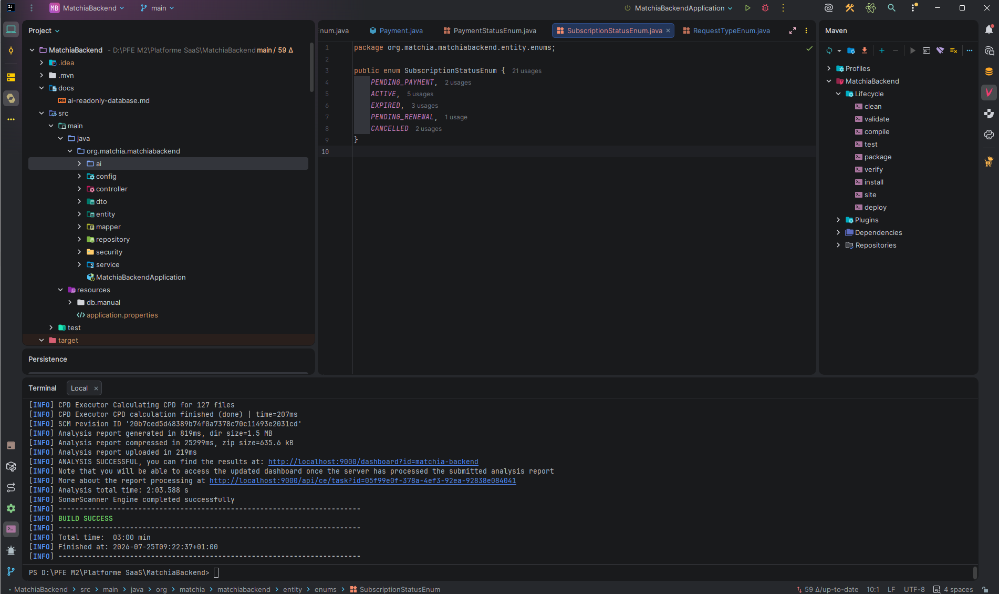 MB MatchiaBackend main MatchiaBackendApplication
Project
MatchiaBackend - D:\PFE M2\Platforme SaaS\MatchiaBackend main / 59 Δ
.idea
.mvn
docs
ai-readonly-database.md
src
main
java
org.matchia.matchiabackend
ai
config
controller
dto
entity
mapper
repository
security
service
MatchiaBackendApplication
resources
db.manual
application.properties
test
target
Persistence
Enum.java Payment.java PaymentStatusEnum.java SubscriptionStatusEnum.java × RequestTypeEnum.java
1 package org.matchia.matchiabackend.entity.enums;
2
3 public enum SubscriptionStatusEnum { 21 usages
4 PENDING_PAYMENT, 2 usages
5 ACTIVE, 5 usages
6 EXPIRED, 3 usages
7 PENDING_RENEWAL, 1 usage
8 CANCELLED 2 usages
9 }
10
Maven
Profiles
MatchiaBackend
Lifecycle
clean
validate
compile
test
package
verify
install
site
deploy
Plugins
Dependencies
Repositories
Terminal Local ×
[INFO] CPD Executor Calculating CPD for 127 files
[INFO] CPD Executor CPD calculation finished (done) | time=207ms
[INFO] SCM revision ID '20b7ced5d48389b74f0a7378c70c11493e2031cd'
[INFO] Analysis report generated in 819ms, dir size=1.5 MB
[INFO] Analysis report compressed in 25299ms, zip size=635.6 kB
[INFO] Analysis report uploaded in 219ms
[INFO] ANALYSIS SUCCESSFUL, you can find the results at: http://localhost:9000/dashboard?id=matchia-backend
[INFO] Note that you will be able to access the updated dashboard once the server has processed the submitted analysis report
[INFO] More about the report processing at http://localhost:9000/api/ce/task?id=05f99e0f-378a-4ef3-92ea-92838e084041
[INFO] Analysis total time: 2:03.588 s
[INFO] SonarScanner Engine completed successfully
[INFO] ------------------------------------------------------------------------
[INFO] BUILD SUCCESS
[INFO] ------------------------------------------------------------------------
[INFO] Total time:  03:00 min
[INFO] Finished at: 2026-07-25T09:22:37+01:00
[INFO] ------------------------------------------------------------------------
PS D:\PFE M2\Platforme SaaS\MatchiaBackend>
MatchiaBackend > src > main > java > org > matchia > matchiabackend > entity > enums > SubscriptionStatusEnum 59 Δ/up-to-date 10:1 LF UTF-8 4 spaces